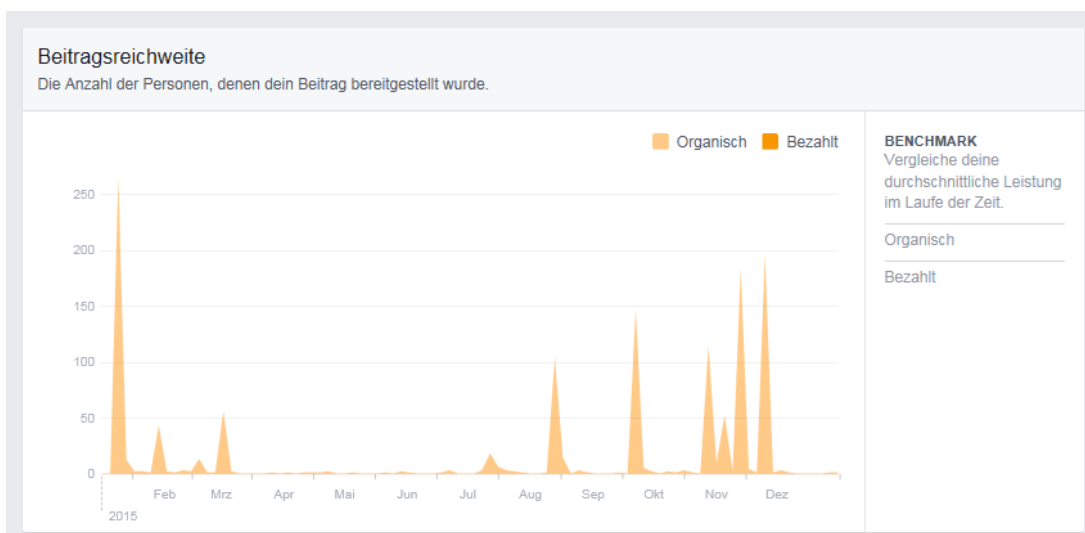 Beitragsreichweite
Die Anzahl der Personen, denen dein Beitrag bereitgestellt wurde.
Organisch Bezahlt
BENCHMARK
Vergleiche deine
durchschnittliche Leistung
im Laufe der Zeit.
Organisch
Bezahlt
250
200
150
100
50
0
Feb Mrz Apr Mai Jun Jul Aug Sep Okt Nov Dez
2015